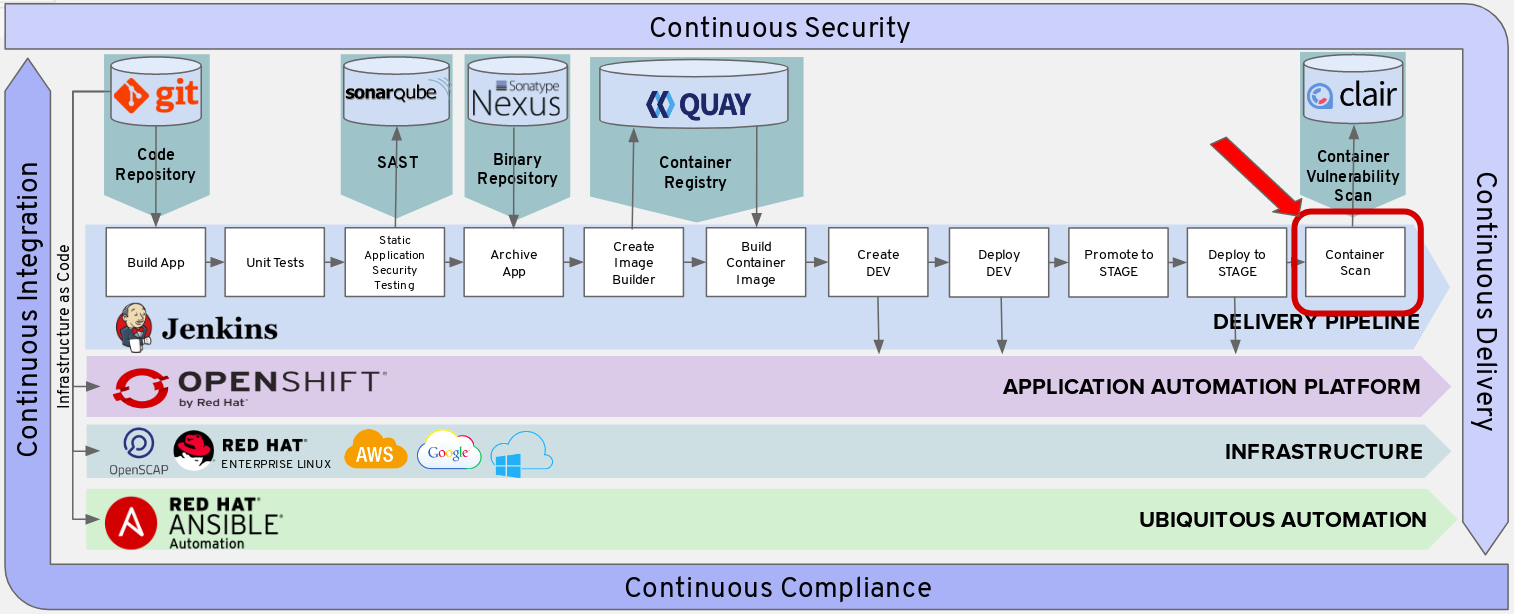 Continuous Security
Continuous Integration
Continuous Delivery
Continuous Compliance
Infrastructure as Code
git
Code
Repository
sonarqube
SAST
Sonatype
Nexus
Binary
Repository
QUAY
Container
Registry
clair
Container
Vulnerability
Scan
Build App
Unit Tests
Static
Application
Security
Testing
Archive
App
Create
Image
Builder
Build
Container
Image
Create
DEV
Deploy
DEV
Promote to
STAGE
Deploy to
STAGE
Container
Scan
Jenkins
DELIVERY PIPELINE
OPENSHIFT
by Red Hat
APPLICATION AUTOMATION PLATFORM
OpenSCAP
RED HAT
ENTERPRISE LINUX
AWS
Google
INFRASTRUCTURE
A
RED HAT
ANSIBLE
Automation
UBIQUITOUS AUTOMATION